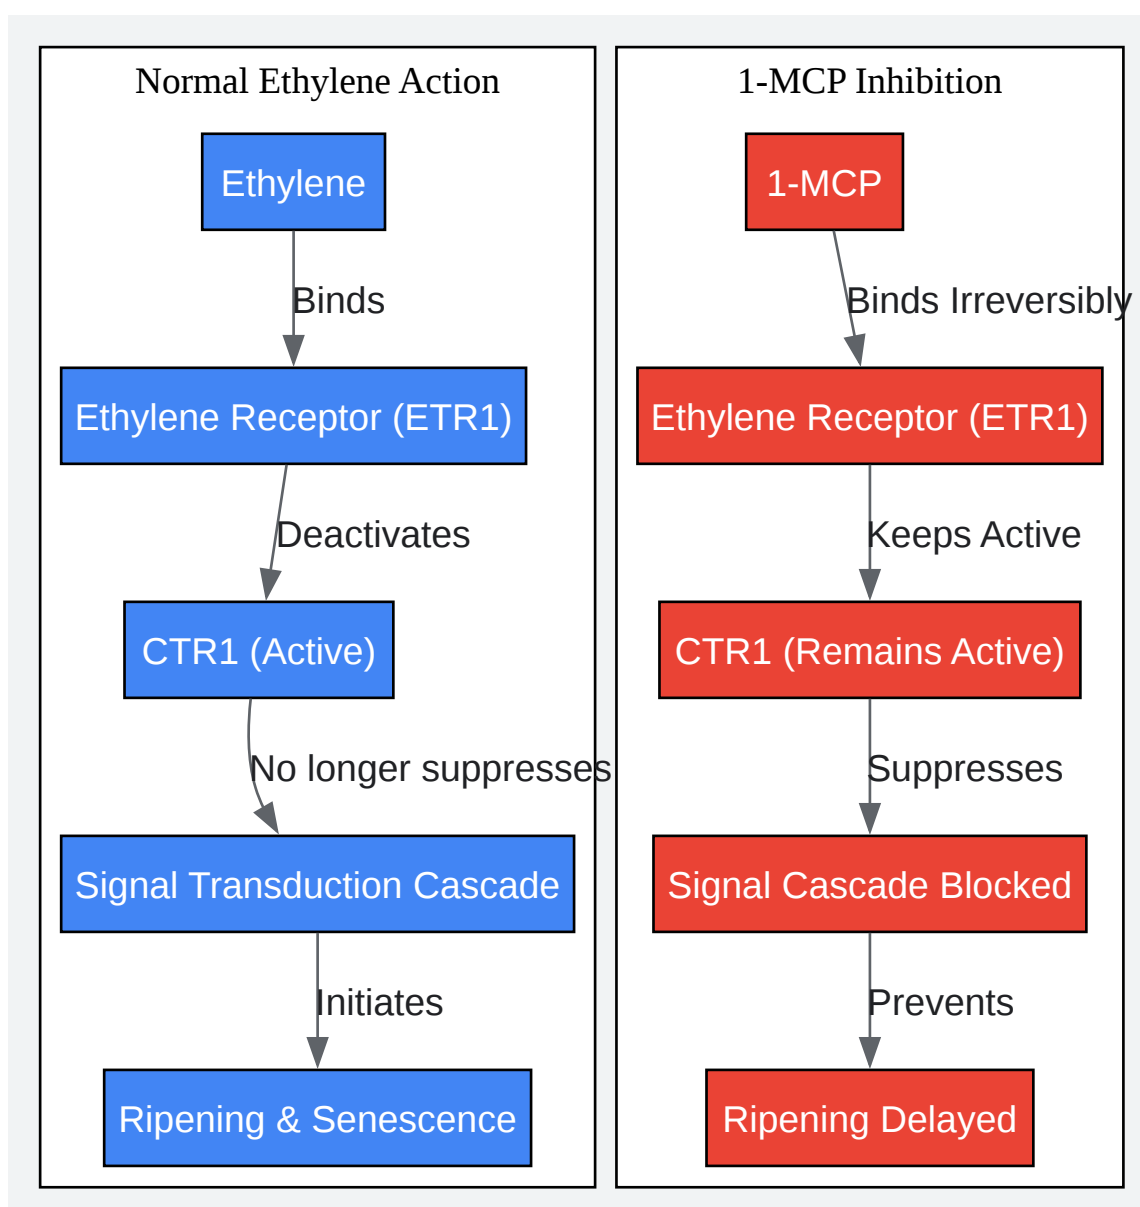 Normal Ethylene Action
Ethylene
Binds
Ethylene Receptor (ETR1)
Deactivates
CTR1 (Active)
No longer suppresses
Signal Transduction Cascade
Initiates
Ripening & Senescence
1-MCP Inhibition
1-MCP
Binds Irreversibly
Ethylene Receptor (ETR1)
Keeps Active
CTR1 (Remains Active)
Suppresses
Signal Cascade Blocked
Prevents
Ripening Delayed